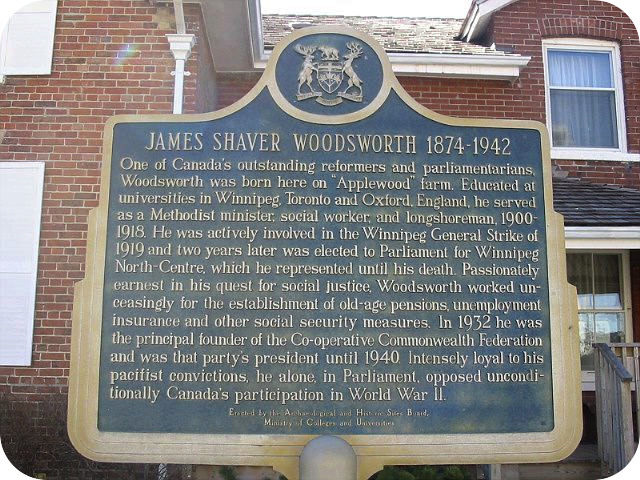 JAMES SHAVER WOODSWORTH 1874-1942
One of Canada's outstanding reformers and parliamentarians,
Woodsworth was born here on "Applewood" farm. Educated at
universities in Winnipeg, Toronto and Oxford, England, he served
as a Methodist minister, social worker, and longshoreman, 1900-
1918. He was actively involved in the Winnipeg General Strike of
1919 and two years later was elected to Parliament for Winnipeg
North-Centre, which he represented until his death. Passionately
earnest in his quest for social justice, Woodsworth worked un-
ceasingly for the establishment of old-age pensions, unemployment
insurance and other social security measures. In 1932 he was
the principal founder of the Co-operative Commonwealth Federation
and was that party's president until 1940. Intensely loyal to his
pacifist convictions, he alone, in Parliament, opposed uncondi-
tionally Canada's participation in World War II.
Erected by the Archaeological and Historic Sites Board,
Ministry of Colleges and Universities